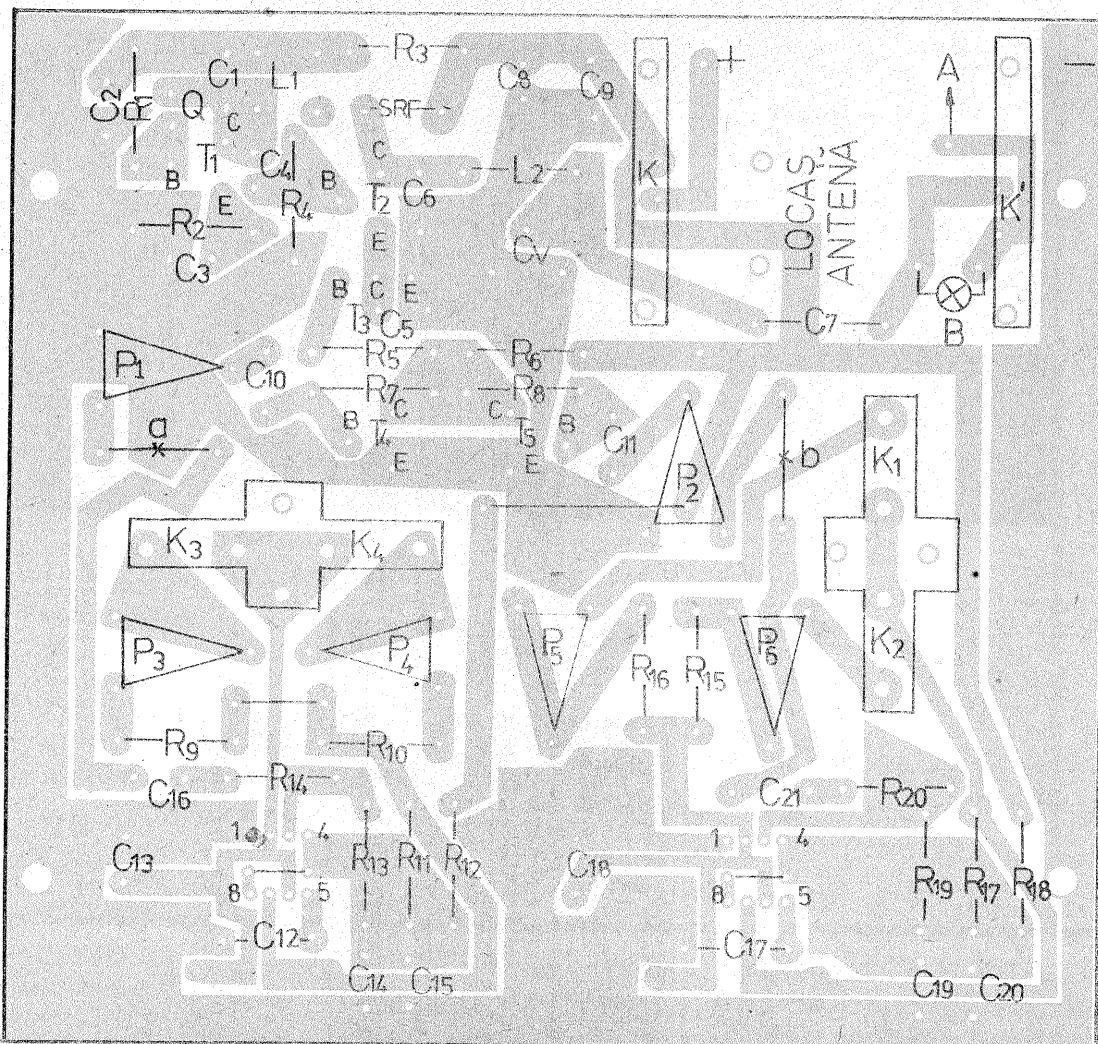 R3
C1 L1
C8 C9
+
A
−
C2
R1
Q
C
SRF
T1
C4
B
B
C
L2
K
E
R4
T2
C6
R2
E
K'
C3
CV
LOCAS
ANTENA
B
C
E
T3
C5
C7
B
P1
C10
R5
R6
R7
R8
C
C
B
T4
T5
B
C11
E
E
a
P2
b
K1
K3
K4
P3
P4
P5
R16
R15
P6
K2
R9
R10
C16
R14
C21
R20
1
4
1
4
C13
R13
R11
R12
C18
R19
R17
R18
8
5
8
5
C12
C17
C14
C15
C19
C20